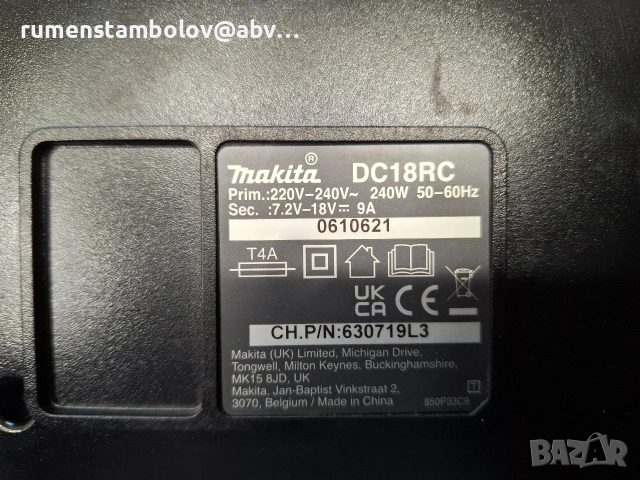 rumenstambolov@abv...
makita® DC18RC
Prim.:220V–240V~ 240W 50–60Hz
Sec. :7.2V–18V⎓ 9A
0610621
T4A
UK
CA CE
CH.P/N:630719L3
Makita (UK) Limited, Michigan Drive,
Tongwell, Milton Keynes, Buckinghamshire,
MK15 8JD, UK
Makita, Jan-Baptist Vinkstraat 2,
3070, Belgium / Made in China
T
850P33C9
BAZAR